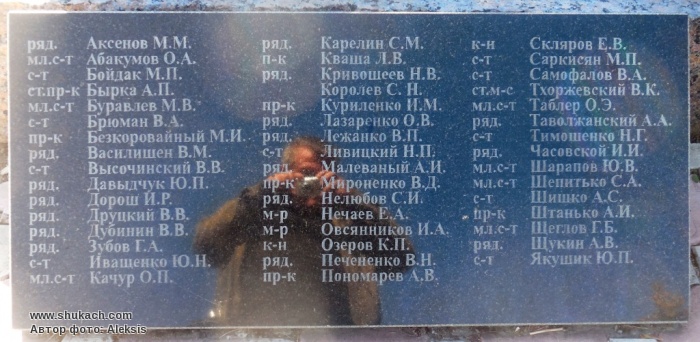 ряд. Аксенов М.М.
мл.с-т Абакумов О.А.
с-т Бойдак М.П.
ст.пр-к Бырка А.П.
мл.с-т Буравлев М.В.
с-т Брюман В.А.
пр-к Безкоровайный М.И.
ряд. Василишен В.М.
с-т Высочинский В.В.
ряд. Давыдчук Ю.П.
ряд. Дорош И.Р.
ряд. Друцкий В.В.
ряд. Дубинин В.В.
ряд. Зубов Г.А.
с-т Иващенко Ю.Н.
мл.с-т Качур О.П.
ряд. Карелин С.М.
п-к Кваша Л.В.
ряд. Кривошеев Н.В.
Королев С. Н.
пр-к Куриленко И.М.
ряд. Лазаренко О.В.
ряд. Лежанко В.П.
с-т Ливицкий Н.П.
ряд. Малеваный А.И.
пр-к Мироненко В.Д.
ряд. Нелюбов С.И.
м-р Нечаев Е.А.
м-р Овсянников И.А.
к-н Озеров К.П.
ряд. Печененко В.Н.
пр-к Пономарев А.В.
к-н Скляров Е.В.
с-т Саркисян М.П.
с-т Самофалов В.А.
ст.м-с Тхоржевский В.К.
мл.с-т Таблер О.Э.
ряд. Таволжанский А.А.
с-т Тимошенко Н.Г.
ряд. Часовской И.И.
мл.с-т Шарапов Ю.В.
мл.с-т Шепитько С.А.
с-т Шишко А.С.
пр-к Штанько А.И.
мл.с-т Щеглов Г.Б.
ряд. Щукин А.В.
с-т Якушик Ю.П.
www.shukach.com
Автор фото: Aleksis